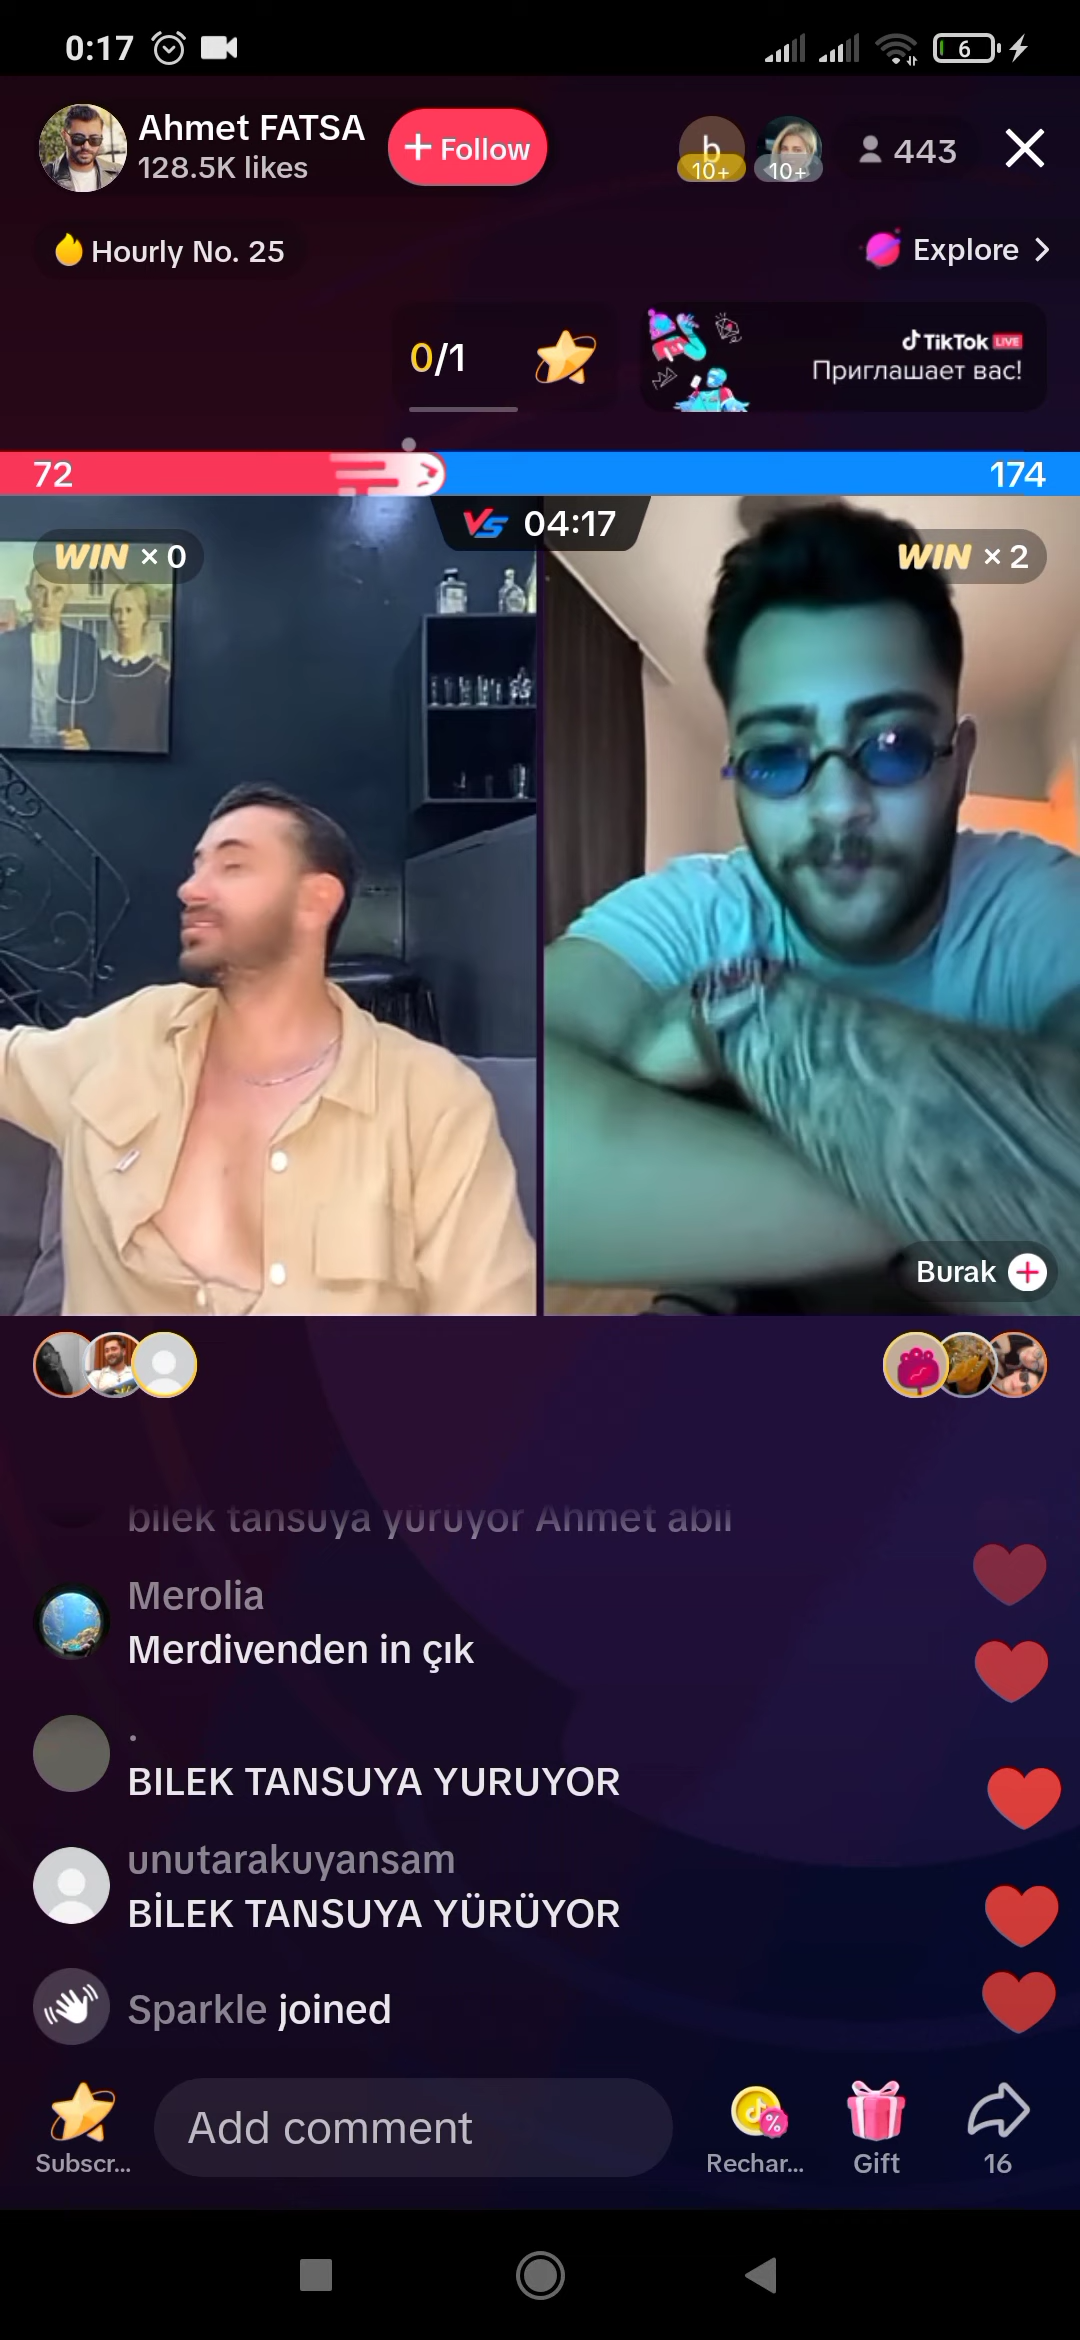 0:17
6
Ahmet FATSA
128.5K likes
+ Follow
b
10+
10+
443
Hourly No. 25
Explore >
0/1
TikTok LIVE
Приглашает вас!
72
174
VS 04:17
WIN × 0
WIN × 2
Burak
bilek tansuya yürüyor Ahmet abii
Merolia
Merdivenden in çık
.
BILEK TANSUYA YURUYOR
unutarakuyansam
BİLEK TANSUYA YÜRÜYOR
Sparkle joined
Add comment
Subscr...
Rechar...
Gift
16